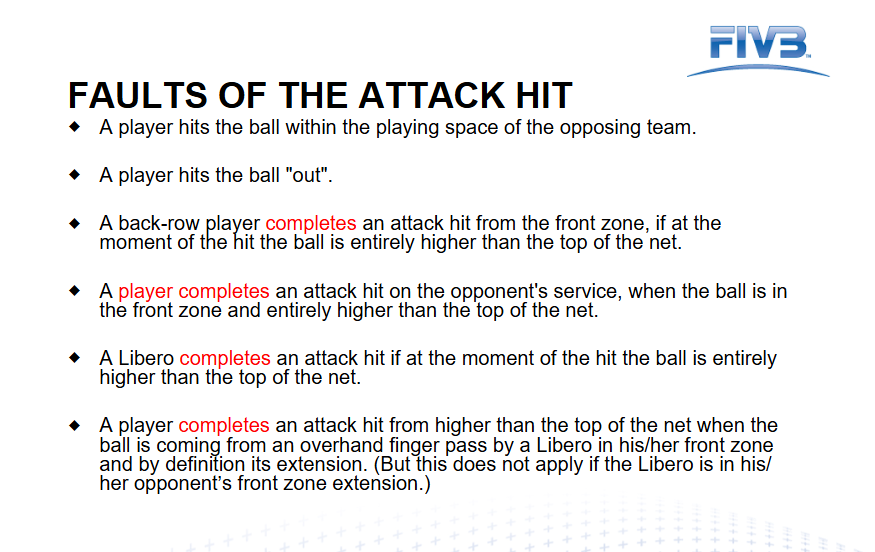 FIVB™
FAULTS OF THE ATTACK HIT
◆ A player hits the ball within the playing space of the opposing team.
◆ A player hits the ball "out".
◆ A back-row player completes an attack hit from the front zone, if at the
moment of the hit the ball is entirely higher than the top of the net.
◆ A player completes an attack hit on the opponent's service, when the ball is in
the front zone and entirely higher than the top of the net.
◆ A Libero completes an attack hit if at the moment of the hit the ball is entirely
higher than the top of the net.
◆ A player completes an attack hit from higher than the top of the net when the
ball is coming from an overhand finger pass by a Libero in his/her front zone
and by definition its extension. (But this does not apply if the Libero is in his/
her opponent’s front zone extension.)